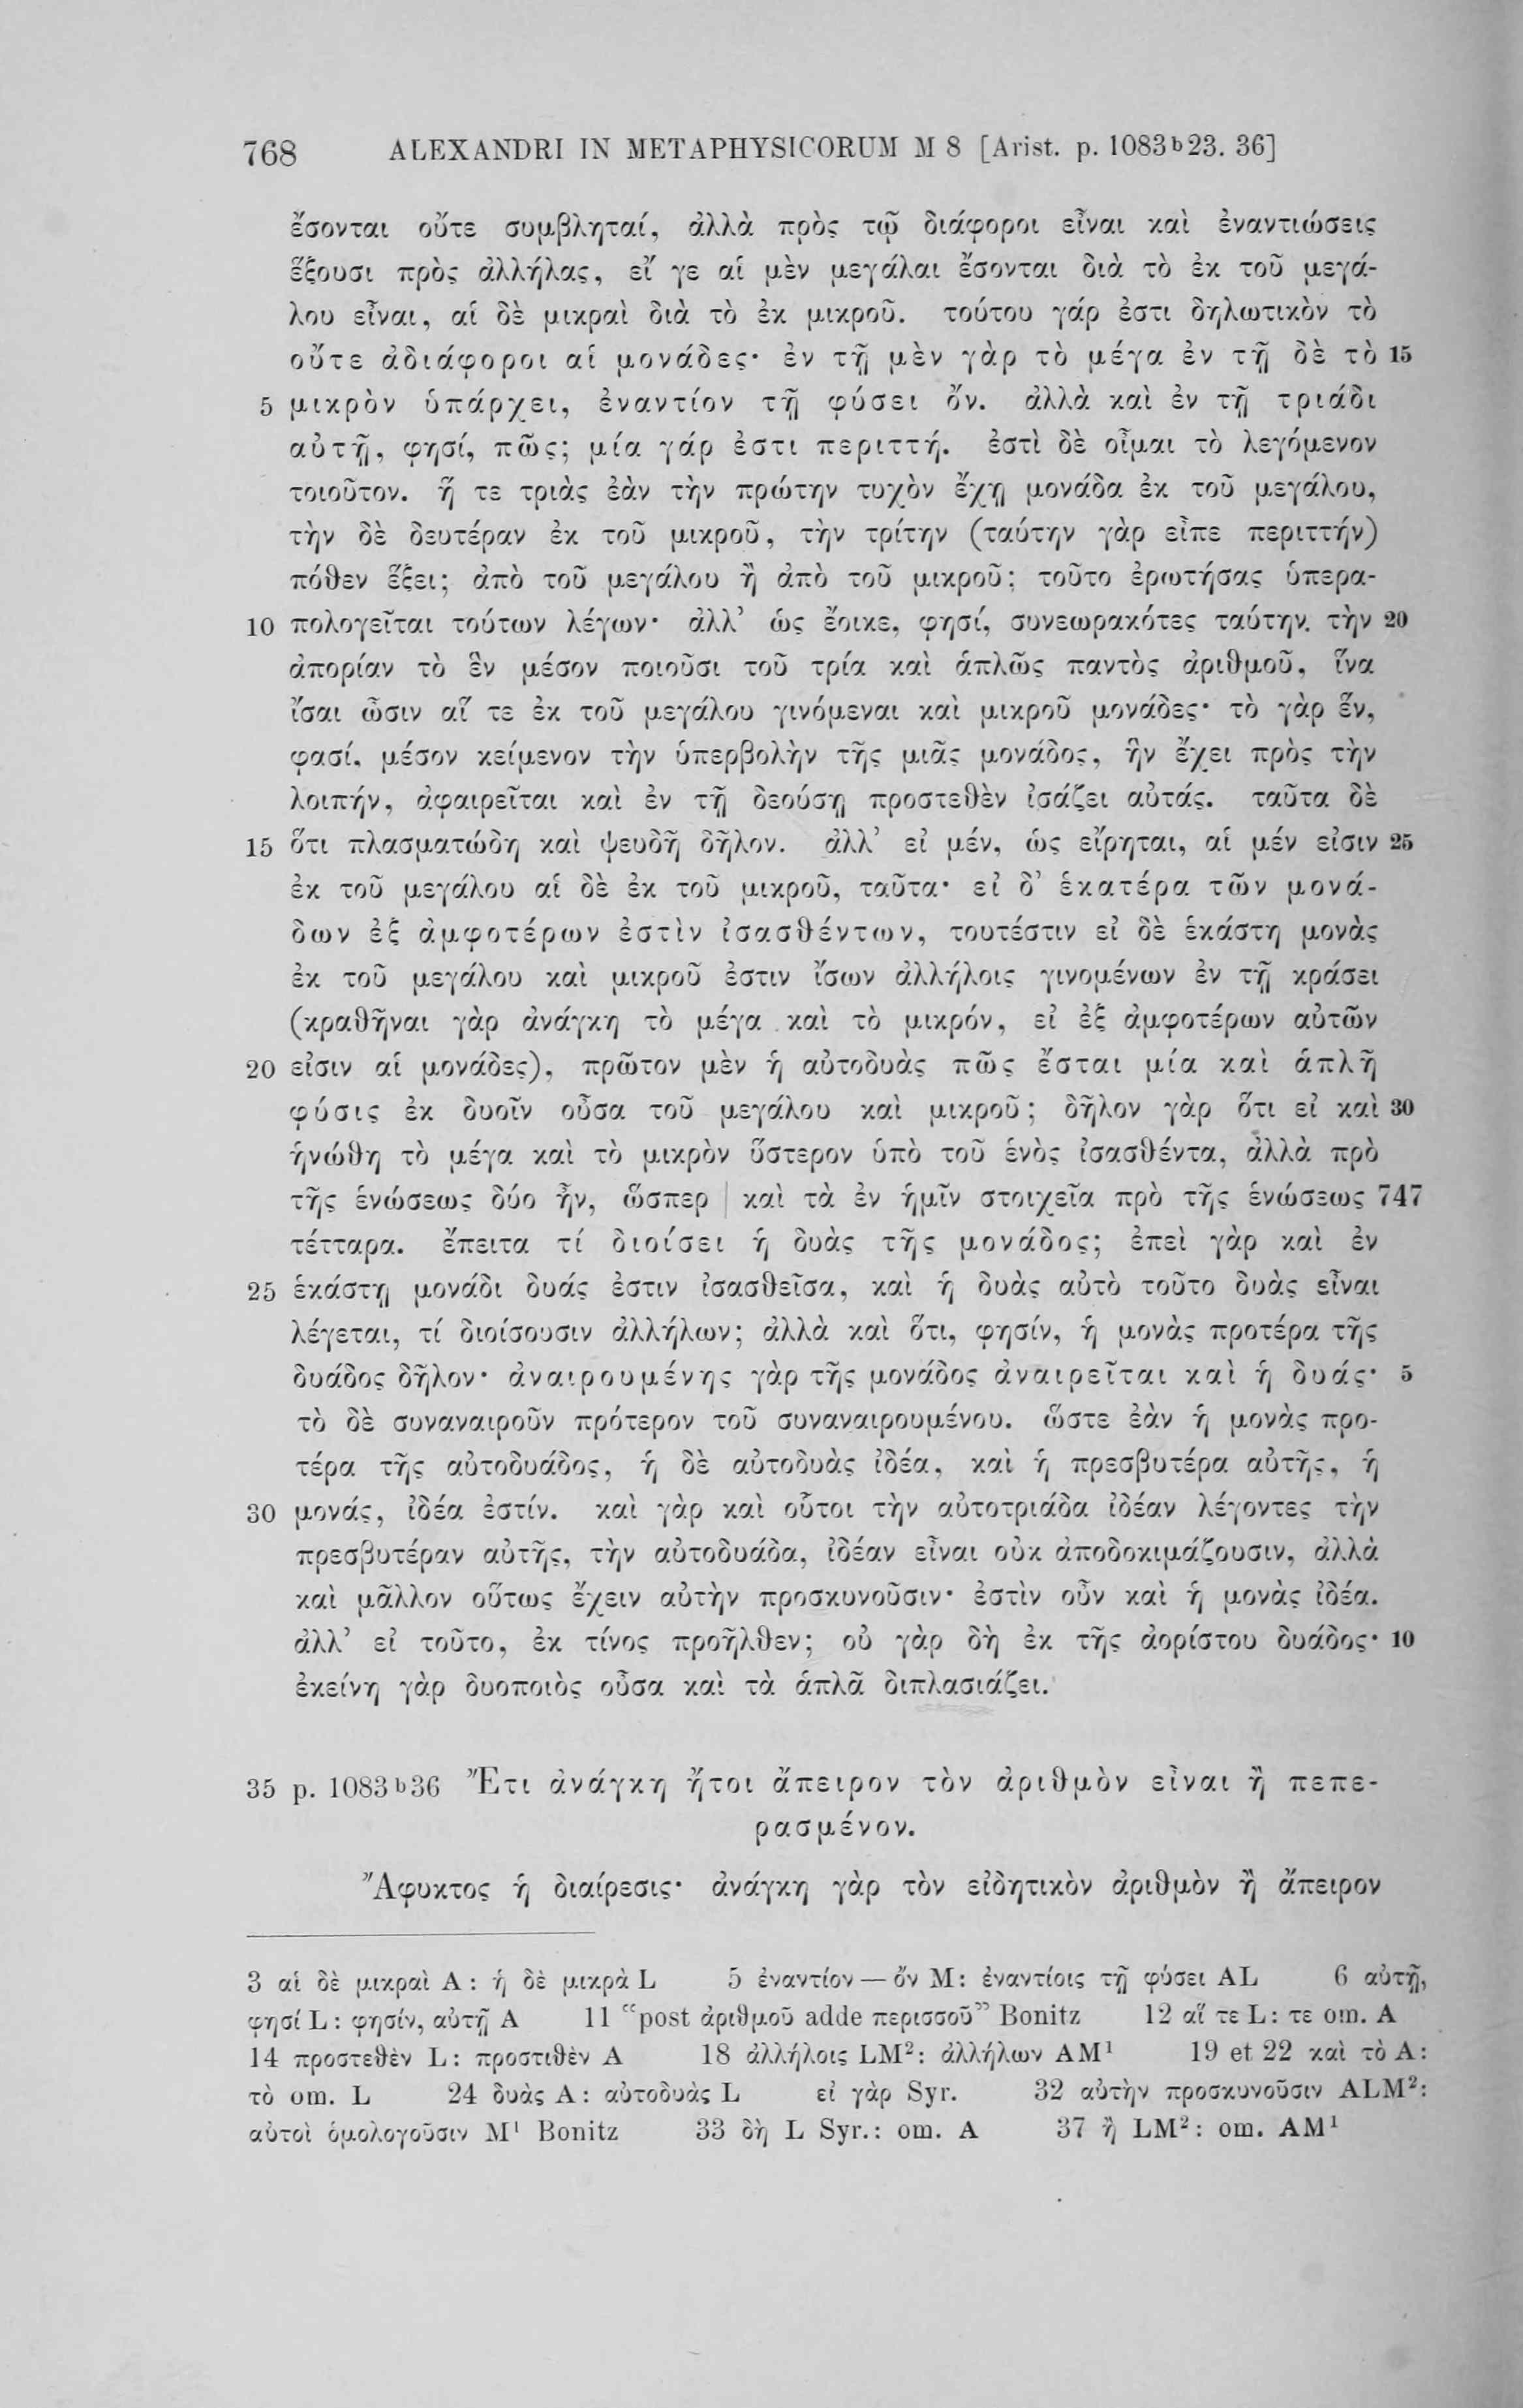 768 ALEXANDRI IN METAPHYSICORUM M 8 [Arist. p. 1083ᵇ23. 36]
ἔσονται οὔτε συμβληταί, ἀλλὰ πρὸς τῷ διάφοροι εἶναι καὶ ἐναντιώσεις
ἕξουσι πρὸς ἀλλήλας, εἴ γε αἱ μὲν μεγάλαι ἔσονται διὰ τὸ ἐκ τοῦ μεγά-
λου εἶναι, αἱ δὲ μικραὶ διὰ τὸ ἐκ μικροῦ. τούτου γάρ ἐστι δηλωτικὸν τὸ
οὔτε ἀδιάφοροι αἱ μονάδες· ἐν τῇ μὲν γὰρ τὸ μέγα ἐν τῇ δὲ τὸ 15
5 μικρὸν ὑπάρχει, ἐναντίον τῇ φύσει ὄν. ἀλλὰ καὶ ἐν τῇ τριάδι
αὐτῇ, φησί, πῶς; μία γάρ ἐστι περιττή. ἐστὶ δὲ οἶμαι τὸ λεγόμενον
τοιοῦτον. ἥ τε τριὰς ἐὰν τὴν πρώτην τυχὸν ἔχῃ μονάδα ἐκ τοῦ μεγάλου,
τὴν δὲ δευτέραν ἐκ τοῦ μικροῦ, τὴν τρίτην (ταύτην γὰρ εἶπε περιττήν)
πόθεν ἕξει; ἀπὸ τοῦ μεγάλου ἢ ἀπὸ τοῦ μικροῦ; τοῦτο ἐρωτήσας ὑπερα-
10 πολογεῖται τούτων λέγων· ἀλλ’ ὡς ἔοικε, φησί, συνεωρακότες ταύτην τὴν 20
ἀπορίαν τὸ ἓν μέσον ποιοῦσι τοῦ τρία καὶ ἁπλῶς παντὸς ἀριθμοῦ, ἵνα
ἴσαι ὦσιν αἵ τε ἐκ τοῦ μεγάλου γινόμεναι καὶ μικροῦ μονάδες· τὸ γὰρ ἕν,
φασί, μέσον κείμενον τὴν ὑπερβολὴν τῆς μιᾶς μονάδος, ἣν ἔχει πρὸς τὴν
λοιπήν, ἀφαιρεῖται καὶ ἐν τῇ δεούσῃ προστεθὲν ἰσάζει αὐτάς. ταῦτα δὲ
15 ὅτι πλασματώδη καὶ ψευδῆ δῆλον. ἀλλ’ εἰ μέν, ὡς εἴρηται, αἱ μέν εἰσιν 25
ἐκ τοῦ μεγάλου αἱ δὲ ἐκ τοῦ μικροῦ, ταῦτα· εἰ δ’ ἑκατέρα τῶν μονά-
δων ἐξ ἀμφοτέρων ἐστὶν ἰσασθέντων, τουτέστιν εἰ δὲ ἑκάστη μονὰς
ἐκ τοῦ μεγάλου καὶ μικροῦ ἐστιν ἴσων ἀλλήλοις γινομένων ἐν τῇ κράσει
(κραθῆναι γὰρ ἀνάγκη τὸ μέγα καὶ τὸ μικρόν, εἰ ἐξ ἀμφοτέρων αὐτῶν
20 εἰσιν αἱ μονάδες), πρῶτον μὲν ἡ αὐτοδυὰς πῶς ἔσται μία καὶ ἁπλῆ
φύσις ἐκ δυοῖν οὖσα τοῦ μεγάλου καὶ μικροῦ; δῆλον γὰρ ὅτι εἰ καὶ 30
ἡνώθη τὸ μέγα καὶ τὸ μικρὸν ὕστερον ὑπὸ τοῦ ἑνὸς ἰσασθέντα, ἀλλὰ πρὸ
τῆς ἑνώσεως δύο ἦν, ὥσπερ | καὶ τὰ ἐν ἡμῖν στοιχεῖα πρὸ τῆς ἑνώσεως 747
τέτταρα. ἔπειτα τί διοίσει ἡ δυὰς τῆς μονάδος; ἐπεὶ γὰρ καὶ ἐν
25 ἑκάστῃ μονάδι δυάς ἐστιν ἰσασθεῖσα, καὶ ἡ δυὰς αὐτὸ τοῦτο δυὰς εἶναι
λέγεται, τί διοίσουσιν ἀλλήλων; ἀλλὰ καὶ ὅτι, φησίν, ἡ μονὰς προτέρα τῆς
δυάδος δῆλον· ἀναιρουμένης γὰρ τῆς μονάδος ἀναιρεῖται καὶ ἡ δυάς· 5
τὸ δὲ συναναιροῦν πρότερον τοῦ συναναιρουμένου. ὥστε ἐὰν ἡ μονὰς προ-
τέρα τῆς αὐτοδυάδος, ἡ δὲ αὐτοδυὰς ἰδέα, καὶ ἡ πρεσβυτέρα αὐτῆς, ἡ
30 μονάς, ἰδέα ἐστίν. καὶ γὰρ καὶ οὗτοι τὴν αὐτοτριάδα ἰδέαν λέγοντες τὴν
πρεσβυτέραν αὐτῆς, τὴν αὐτοδυάδα, ἰδέαν εἶναι οὐκ ἀποδοκιμάζουσιν, ἀλλὰ
καὶ μᾶλλον οὕτως ἔχειν αὐτὴν προσκυνοῦσιν· ἐστὶν οὖν καὶ ἡ μονὰς ἰδέα.
ἀλλ’ εἰ τοῦτο, ἐκ τίνος προῆλθεν; οὐ γὰρ δὴ ἐκ τῆς ἀορίστου δυάδος· 10
ἐκείνη γὰρ δυοποιὸς οὖσα καὶ τὰ ἁπλᾶ διπλασιάζει.
35 p. 1083ᵇ36 Ἔτι ἀνάγκη ἤτοι ἄπειρον τὸν ἀριθμὸν εἶναι ἢ πεπε-
ρασμένον.
Ἄφυκτος ἡ διαίρεσις· ἀνάγκη γὰρ τὸν εἰδητικὸν ἀριθμὸν ἢ ἄπειρον
3 αἱ δὲ μικραὶ A : ἡ δὲ μικρὰ L 5 ἐναντίον — ὄν M : ἐναντίοις τῇ φύσει AL 6 αὐτῇ,
φησί L : φησίν, αὐτῇ A 11 “post ἀριθμοῦ adde περισσοῦ” Bonitz 12 αἵ τε L : τε om. A
14 προστεθὲν L : προστιθὲν A 18 ἀλλήλοις LM² : ἀλλήλων AM¹ 19 et 22 καὶ τὸ A :
τὸ om. L 24 δυὰς A : αὐτοδυὰς L εἰ γὰρ Syr. 32 αὐτὴν προσκυνοῦσιν ALM² :
αὐτοὶ ὁμολογοῦσιν M¹ Bonitz 33 δὴ L Syr. : om. A 37 ἢ LM² : om. AM¹